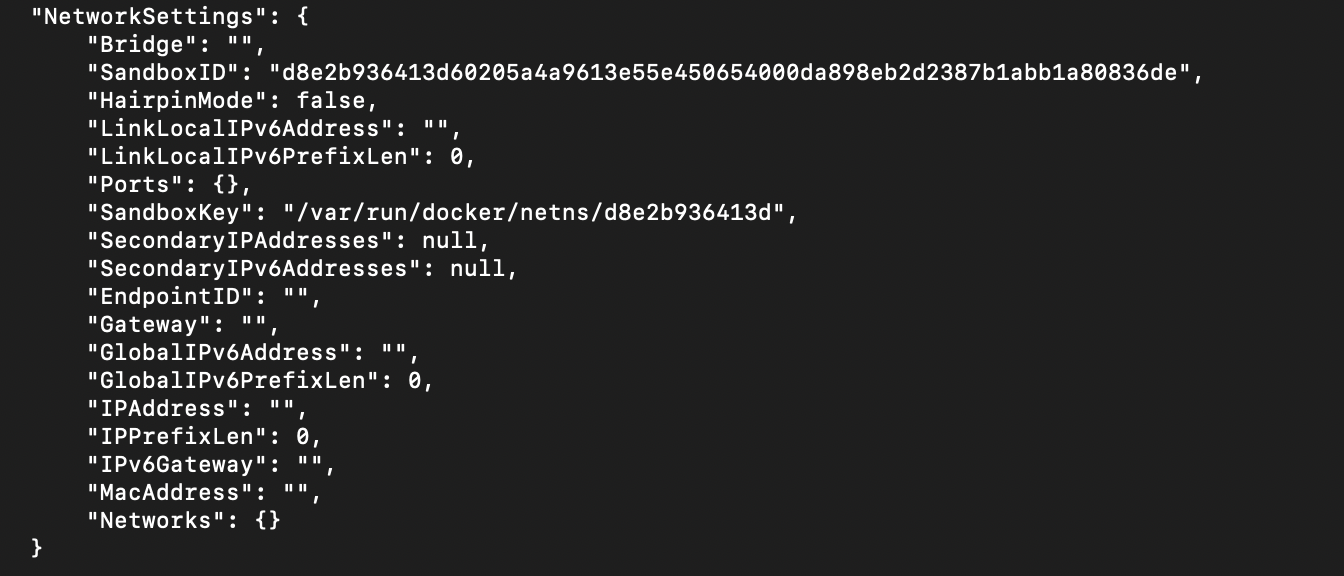 "NetworkSettings": {
"Bridge": "",
"SandboxID": "d8e2b936413d60205a4a9613e55e450654000da898eb2d2387b1abb1a80836de",
"HairpinMode": false,
"LinkLocalIPv6Address": "",
"LinkLocalIPv6PrefixLen": 0,
"Ports": {},
"SandboxKey": "/var/run/docker/netns/d8e2b936413d",
"SecondaryIPAddresses": null,
"SecondaryIPv6Addresses": null,
"EndpointID": "",
"Gateway": "",
"GlobalIPv6Address": "",
"GlobalIPv6PrefixLen": 0,
"IPAddress": "",
"IPPrefixLen": 0,
"IPv6Gateway": "",
"MacAddress": "",
"Networks": {}
}